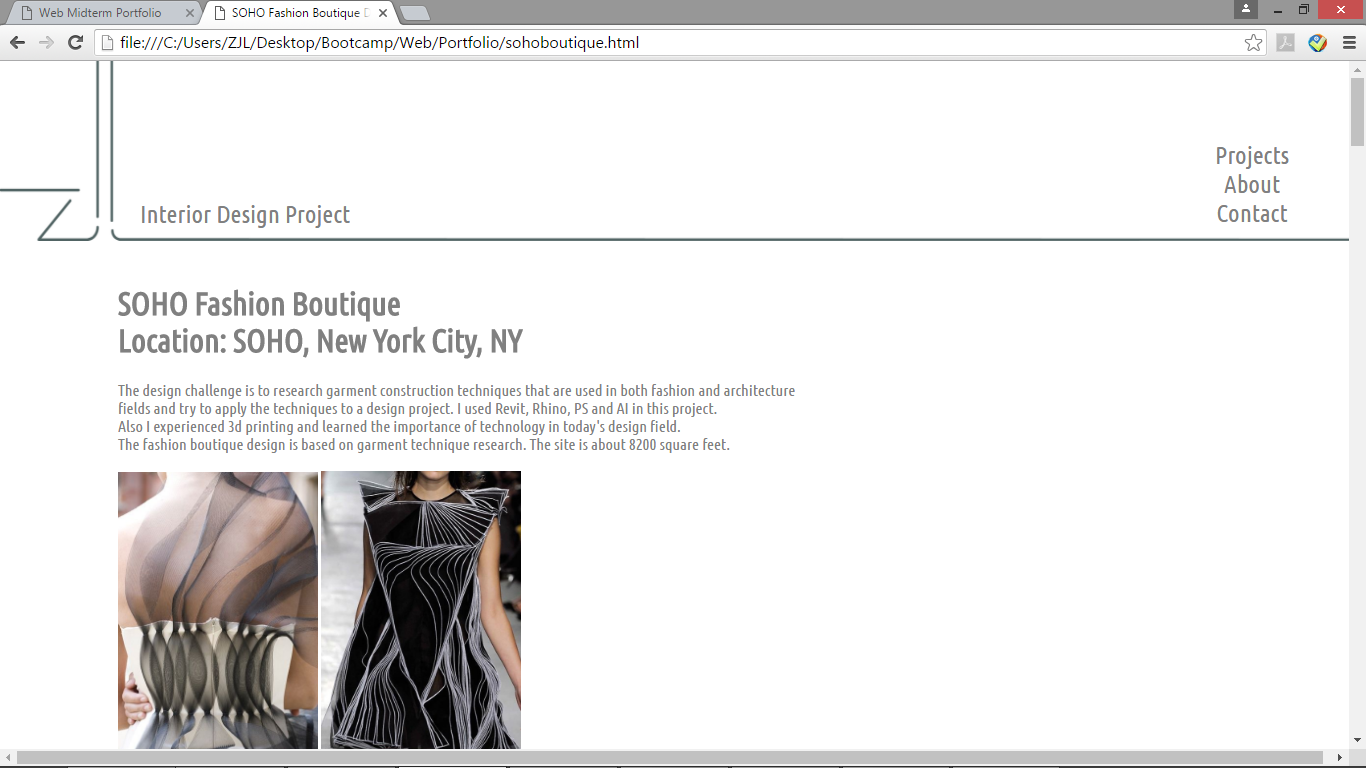 Web Midterm Portfolio
SOHO Fashion Boutique D
file:///C:/Users/ZJL/Desktop/Bootcamp/Web/Portfolio/sohoboutique.html
Projects
About
Contact
Interior Design Project
SOHO Fashion Boutique
Location: SOHO, New York City, NY
The design challenge is to research garment construction techniques that are used in both fashion and architecture
fields and try to apply the techniques to a design project. I used Revit, Rhino, PS and AI in this project.
Also I experienced 3d printing and learned the importance of technology in today's design field.
The fashion boutique design is based on garment technique research. The site is about 8200 square feet.